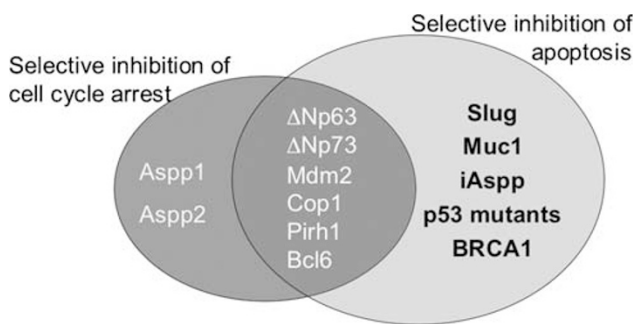 Selective inhibition of
apoptosis
Selective inhibition of
cell cycle arrest
Aspp1
Aspp2
ΔNp63
ΔNp73
Mdm2
Cop1
Pirh1
Bcl6
Slug
Muc1
iAspp
p53 mutants
BRCA1